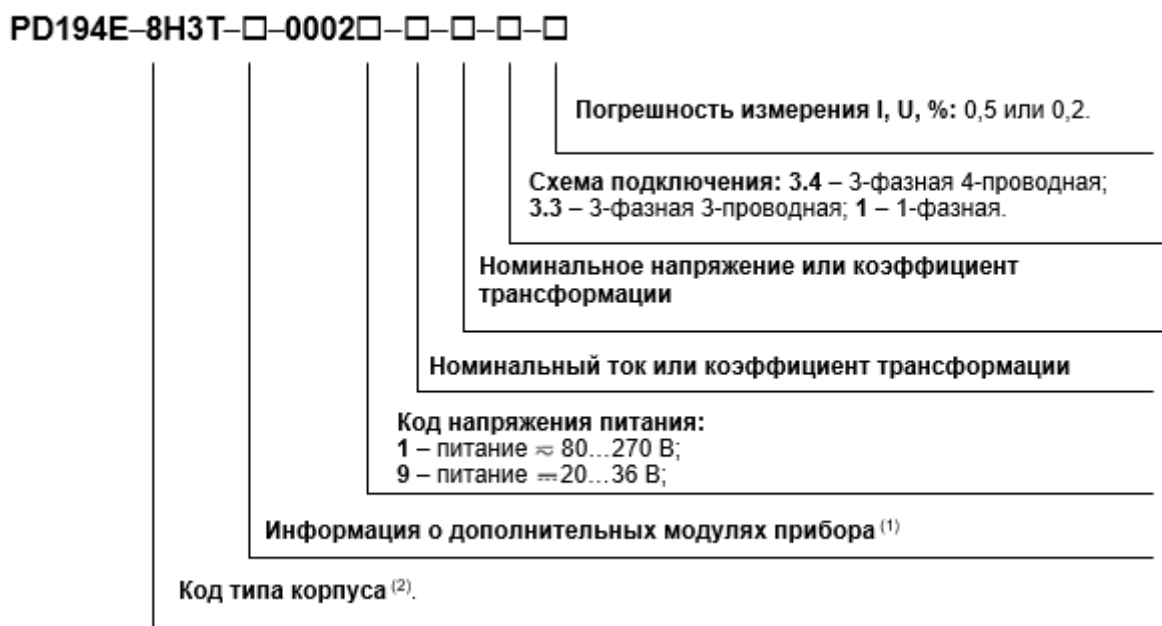 PD194E–8H3T–□–0002□–□–□–□–□
Погрешность измерения I, U, %: 0,5 или 0,2.
Схема подключения: 3.4 – 3-фазная 4-проводная;
3.3 – 3-фазная 3-проводная; 1 – 1-фазная.
Номинальное напряжение или коэффициент
трансформации
Номинальный ток или коэффициент трансформации
Код напряжения питания:
1 – питание ≂ 80...270 В;
9 – питание ⎓20...36 В;
Информация о дополнительных модулях прибора (1)
Код типа корпуса (2).